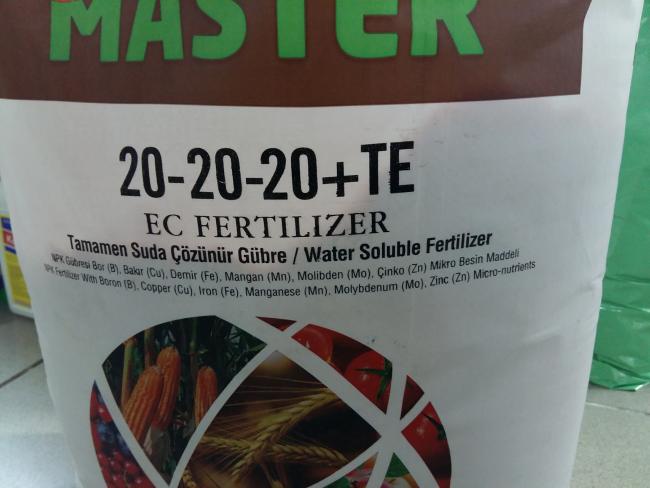 MASTER
20-20-20+TE
EC FERTILIZER
Tamamen Suda Çözünür Gübre / Water Soluble Fertilizer
NPK Gübresi Bor (B), Bakır (Cu), Demir (Fe), Mangan (Mn), Molibden (Mo), Çinko (Zn) Mikro Besin Maddeli
NPK Fertilizer With Boron (B), Copper (Cu), Iron (Fe), Manganese (Mn), Molybdenum (Mo), Zinc (Zn) Micro-nutrients